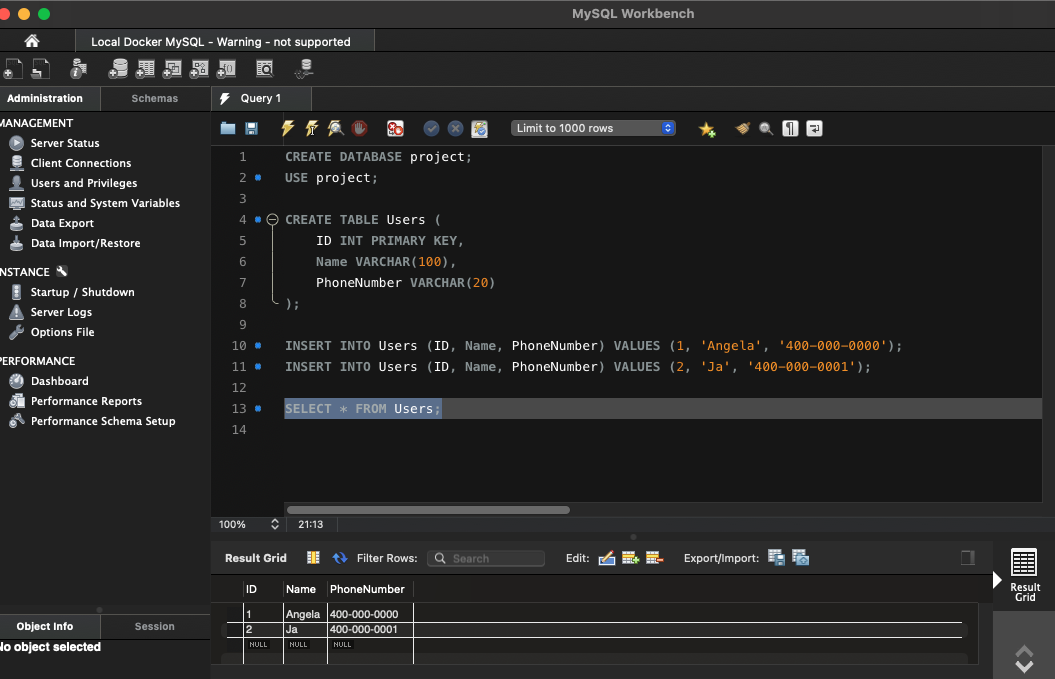 MySQL Workbench
Local Docker MySQL - Warning - not supported
Administration
Schemas
Query 1
MANAGEMENT
Server Status
Client Connections
Users and Privileges
Status and System Variables
Data Export
Data Import/Restore
NSTANCE
Startup / Shutdown
Server Logs
Options File
PERFORMANCE
Dashboard
Performance Reports
Performance Schema Setup
Object Info
Session
No object selected
Limit to 1000 rows
1 CREATE DATABASE project;
2 USE project;
3
4 CREATE TABLE Users (
5 ID INT PRIMARY KEY,
6 Name VARCHAR(100),
7 PhoneNumber VARCHAR(20)
8 );
9
10 INSERT INTO Users (ID, Name, PhoneNumber) VALUES (1, 'Angela', '400-000-0000');
11 INSERT INTO Users (ID, Name, PhoneNumber) VALUES (2, 'Ja', '400-000-0001');
12
13 SELECT * FROM Users;
14
100% 21:13
Result Grid Filter Rows: Search Edit: Export/Import:
ID Name PhoneNumber
1 Angela 400-000-0000
2 Ja 400-000-0001
NULL NULL NULL
Result
Grid